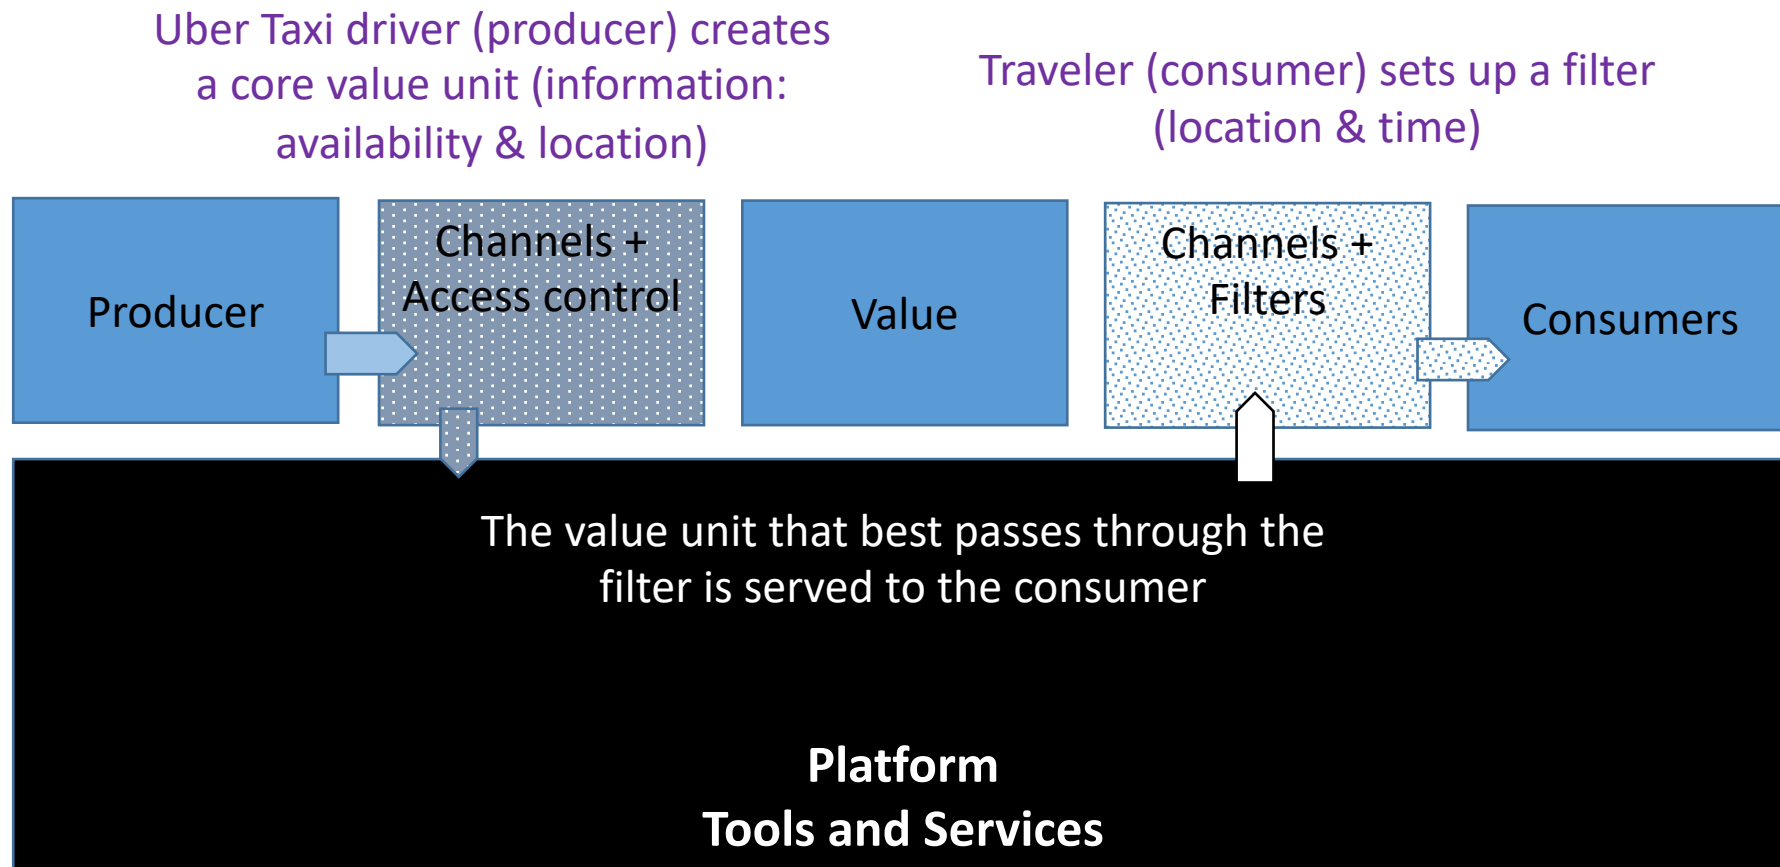 Uber Taxi driver (producer) creates
a core value unit (information:
availability & location)
Traveler (consumer) sets up a filter
(location & time)
Producer
Channels +
Access control
Value
Channels +
Filters
Consumers
The value unit that best passes through the
filter is served to the consumer
Platform
Tools and Services